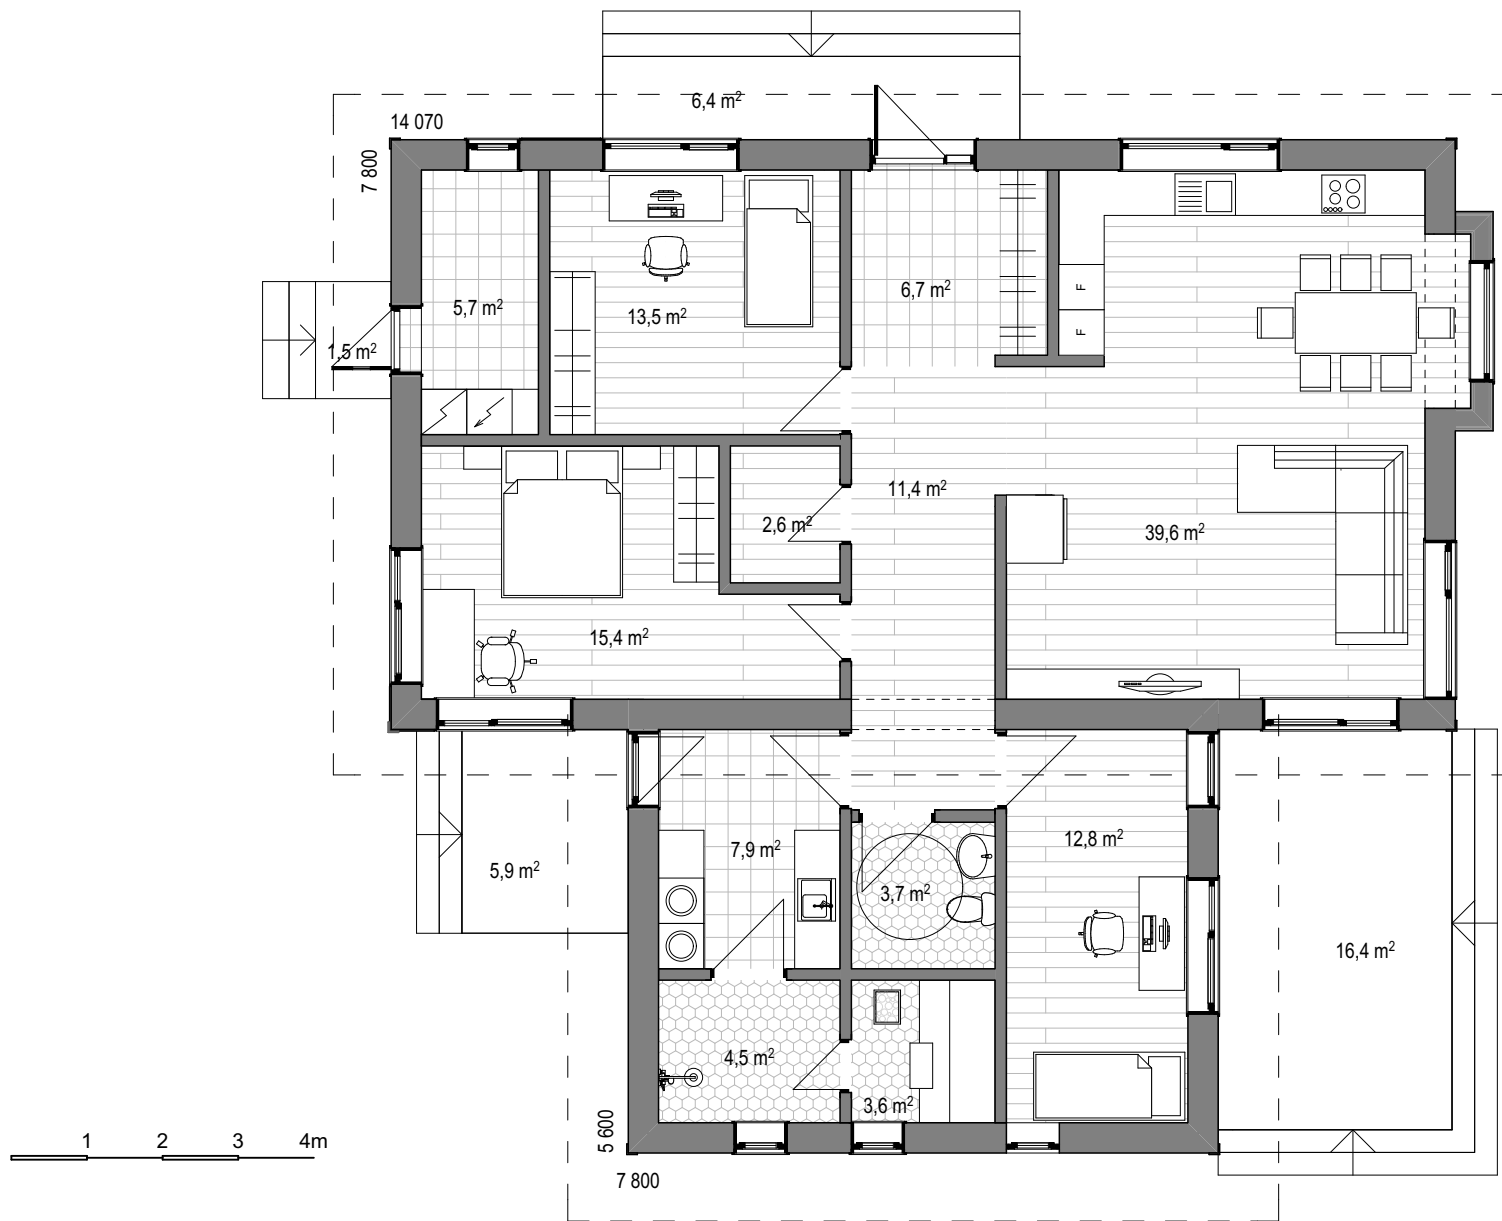 6,4 m²
14 070
7 800
5,7 m²
13,5 m²
6,7 m²
F
F
1,5 m²
11,4 m²
2,6 m²
39,6 m²
15,4 m²
7,9 m²
12,8 m²
5,9 m²
3,7 m²
16,4 m²
4,5 m²
3,6 m²
5 600
1 2 3 4m
7 800